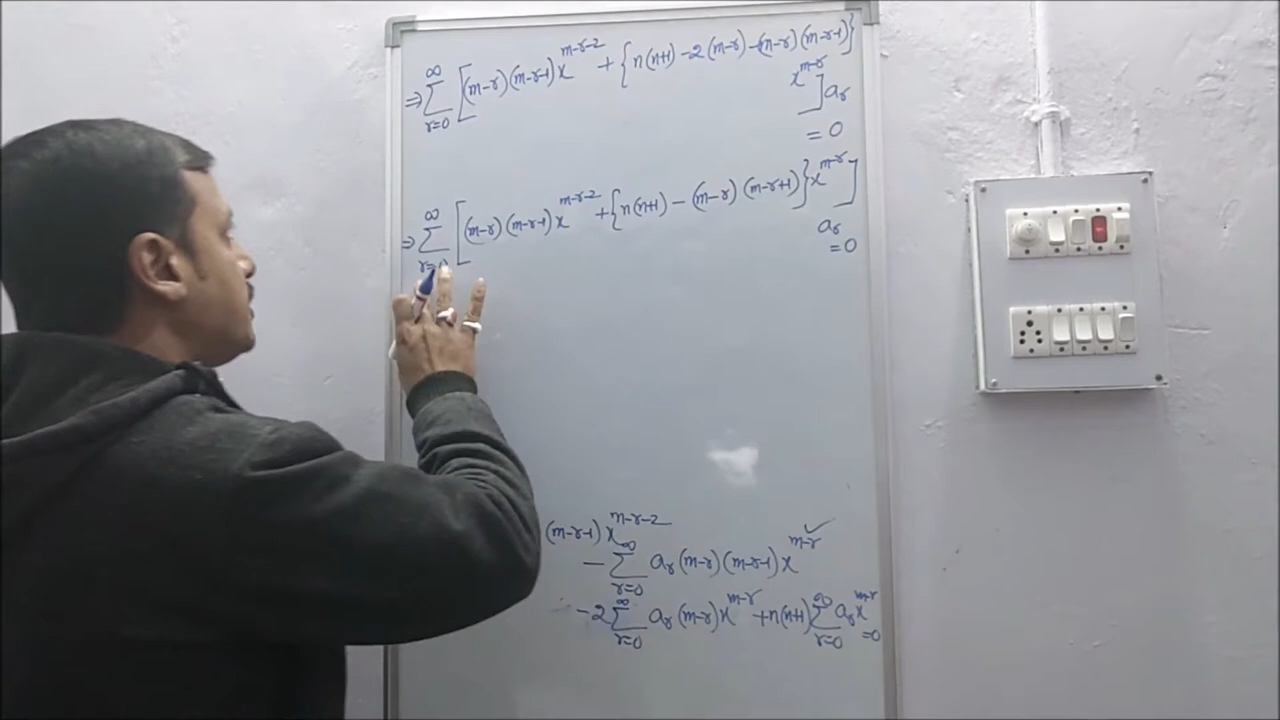 ⇒ ∑_{r=0}^{∞} [(m-r)(m-r-1)x^{m-r-2} + {n(n+1) - 2(m-r) - (m-r)(m-r-1)}
x^{m-r}] a_r
= 0
⇒ ∑_{r=0}^{∞} [(m-r)(m-r-1)x^{m-r-2} + {n(n+1) - (m-r)(m-r+1)} x^{m-r}]
a_r
= 0
(m-r-1) x^{m-r-2}
- ∑_{r=0}^{∞} a_r (m-r)(m-r-1) x^{m-r} ✓
- 2 ∑_{r=0}^{∞} a_r (m-r) x^{m-r} + n(n+1) ∑_{r=0}^{∞} a_r x^{m-r}
= 0